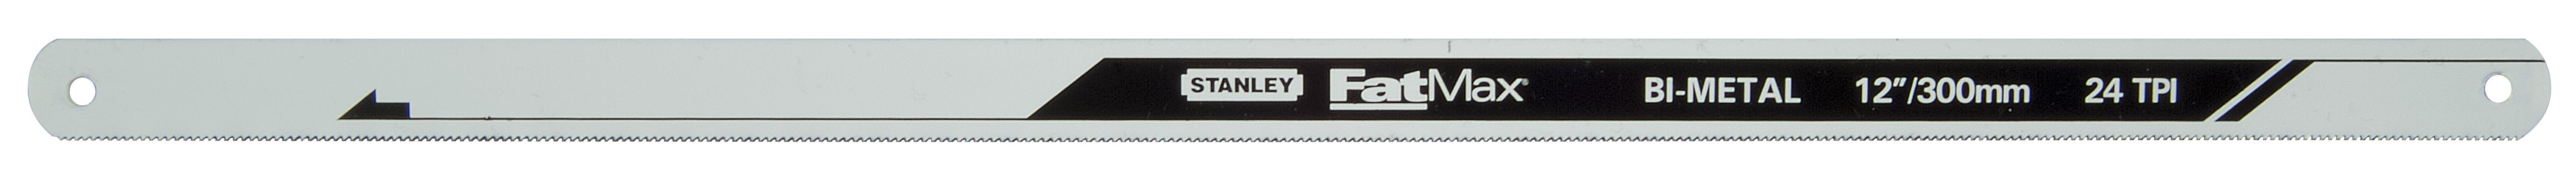 STANLEY FatMax® BI-METAL 12"/300mm 24 TPI